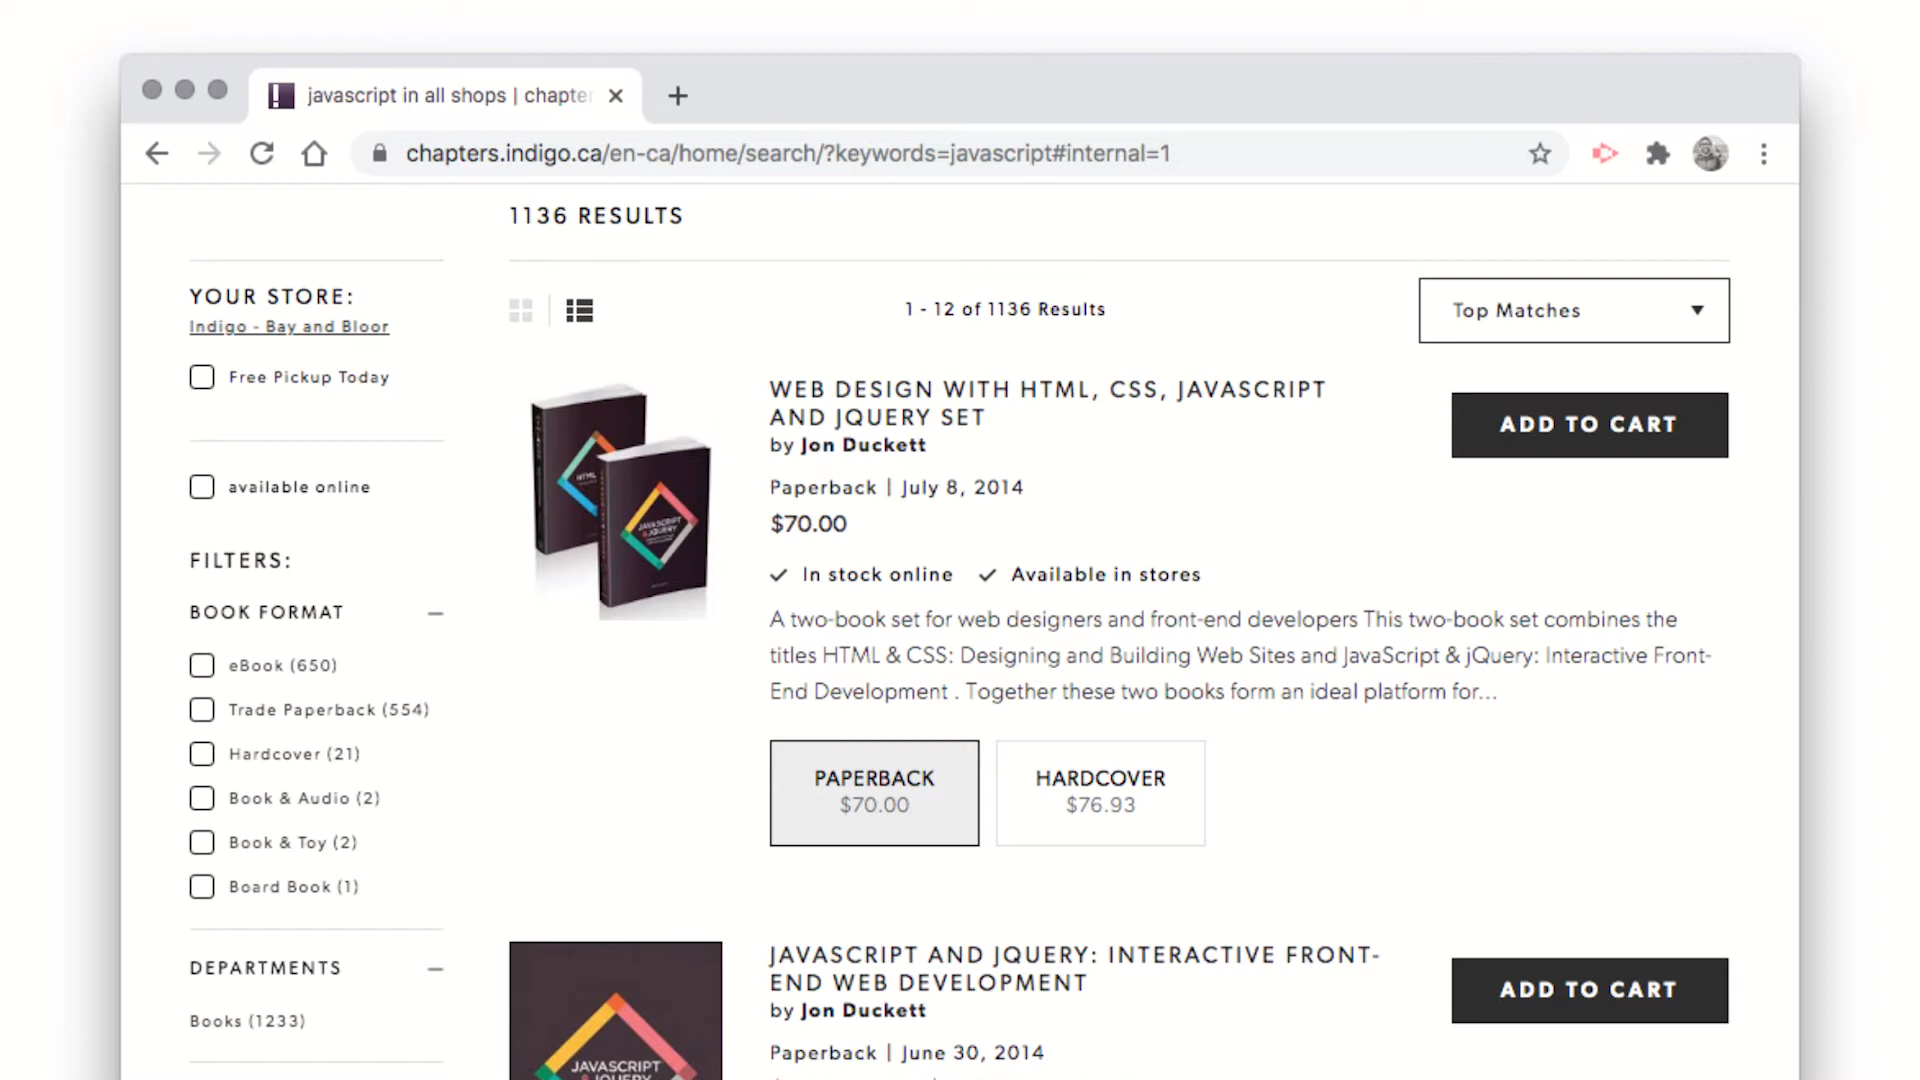 javascript in all shops | chapter
chapters.indigo.ca/en-ca/home/search/?keywords=javascript#internal=1
1136 RESULTS
YOUR STORE:
Indigo - Bay and Bloor
Free Pickup Today
available online
FILTERS:
BOOK FORMAT
eBook (650)
Trade Paperback (554)
Hardcover (21)
Book & Audio (2)
Book & Toy (2)
Board Book (1)
DEPARTMENTS
Books (1233)
1 - 12 of 1136 Results
Top Matches
HTML
JAVASCRIPT
& JQUERY
WEB DESIGN WITH HTML, CSS, JAVASCRIPT
AND JQUERY SET
by Jon Duckett
Paperback | July 8, 2014
$70.00
In stock online
Available in stores
A two-book set for web designers and front-end developers This two-book set combines the
titles HTML & CSS: Designing and Building Web Sites and JavaScript & jQuery: Interactive Front-
End Development . Together these two books form an ideal platform for...
PAPERBACK
$70.00
HARDCOVER
$76.93
ADD TO CART
JAVASCRIPT
JAVASCRIPT AND JQUERY: INTERACTIVE FRONT-
END WEB DEVELOPMENT
by Jon Duckett
Paperback | June 30, 2014
ADD TO CART